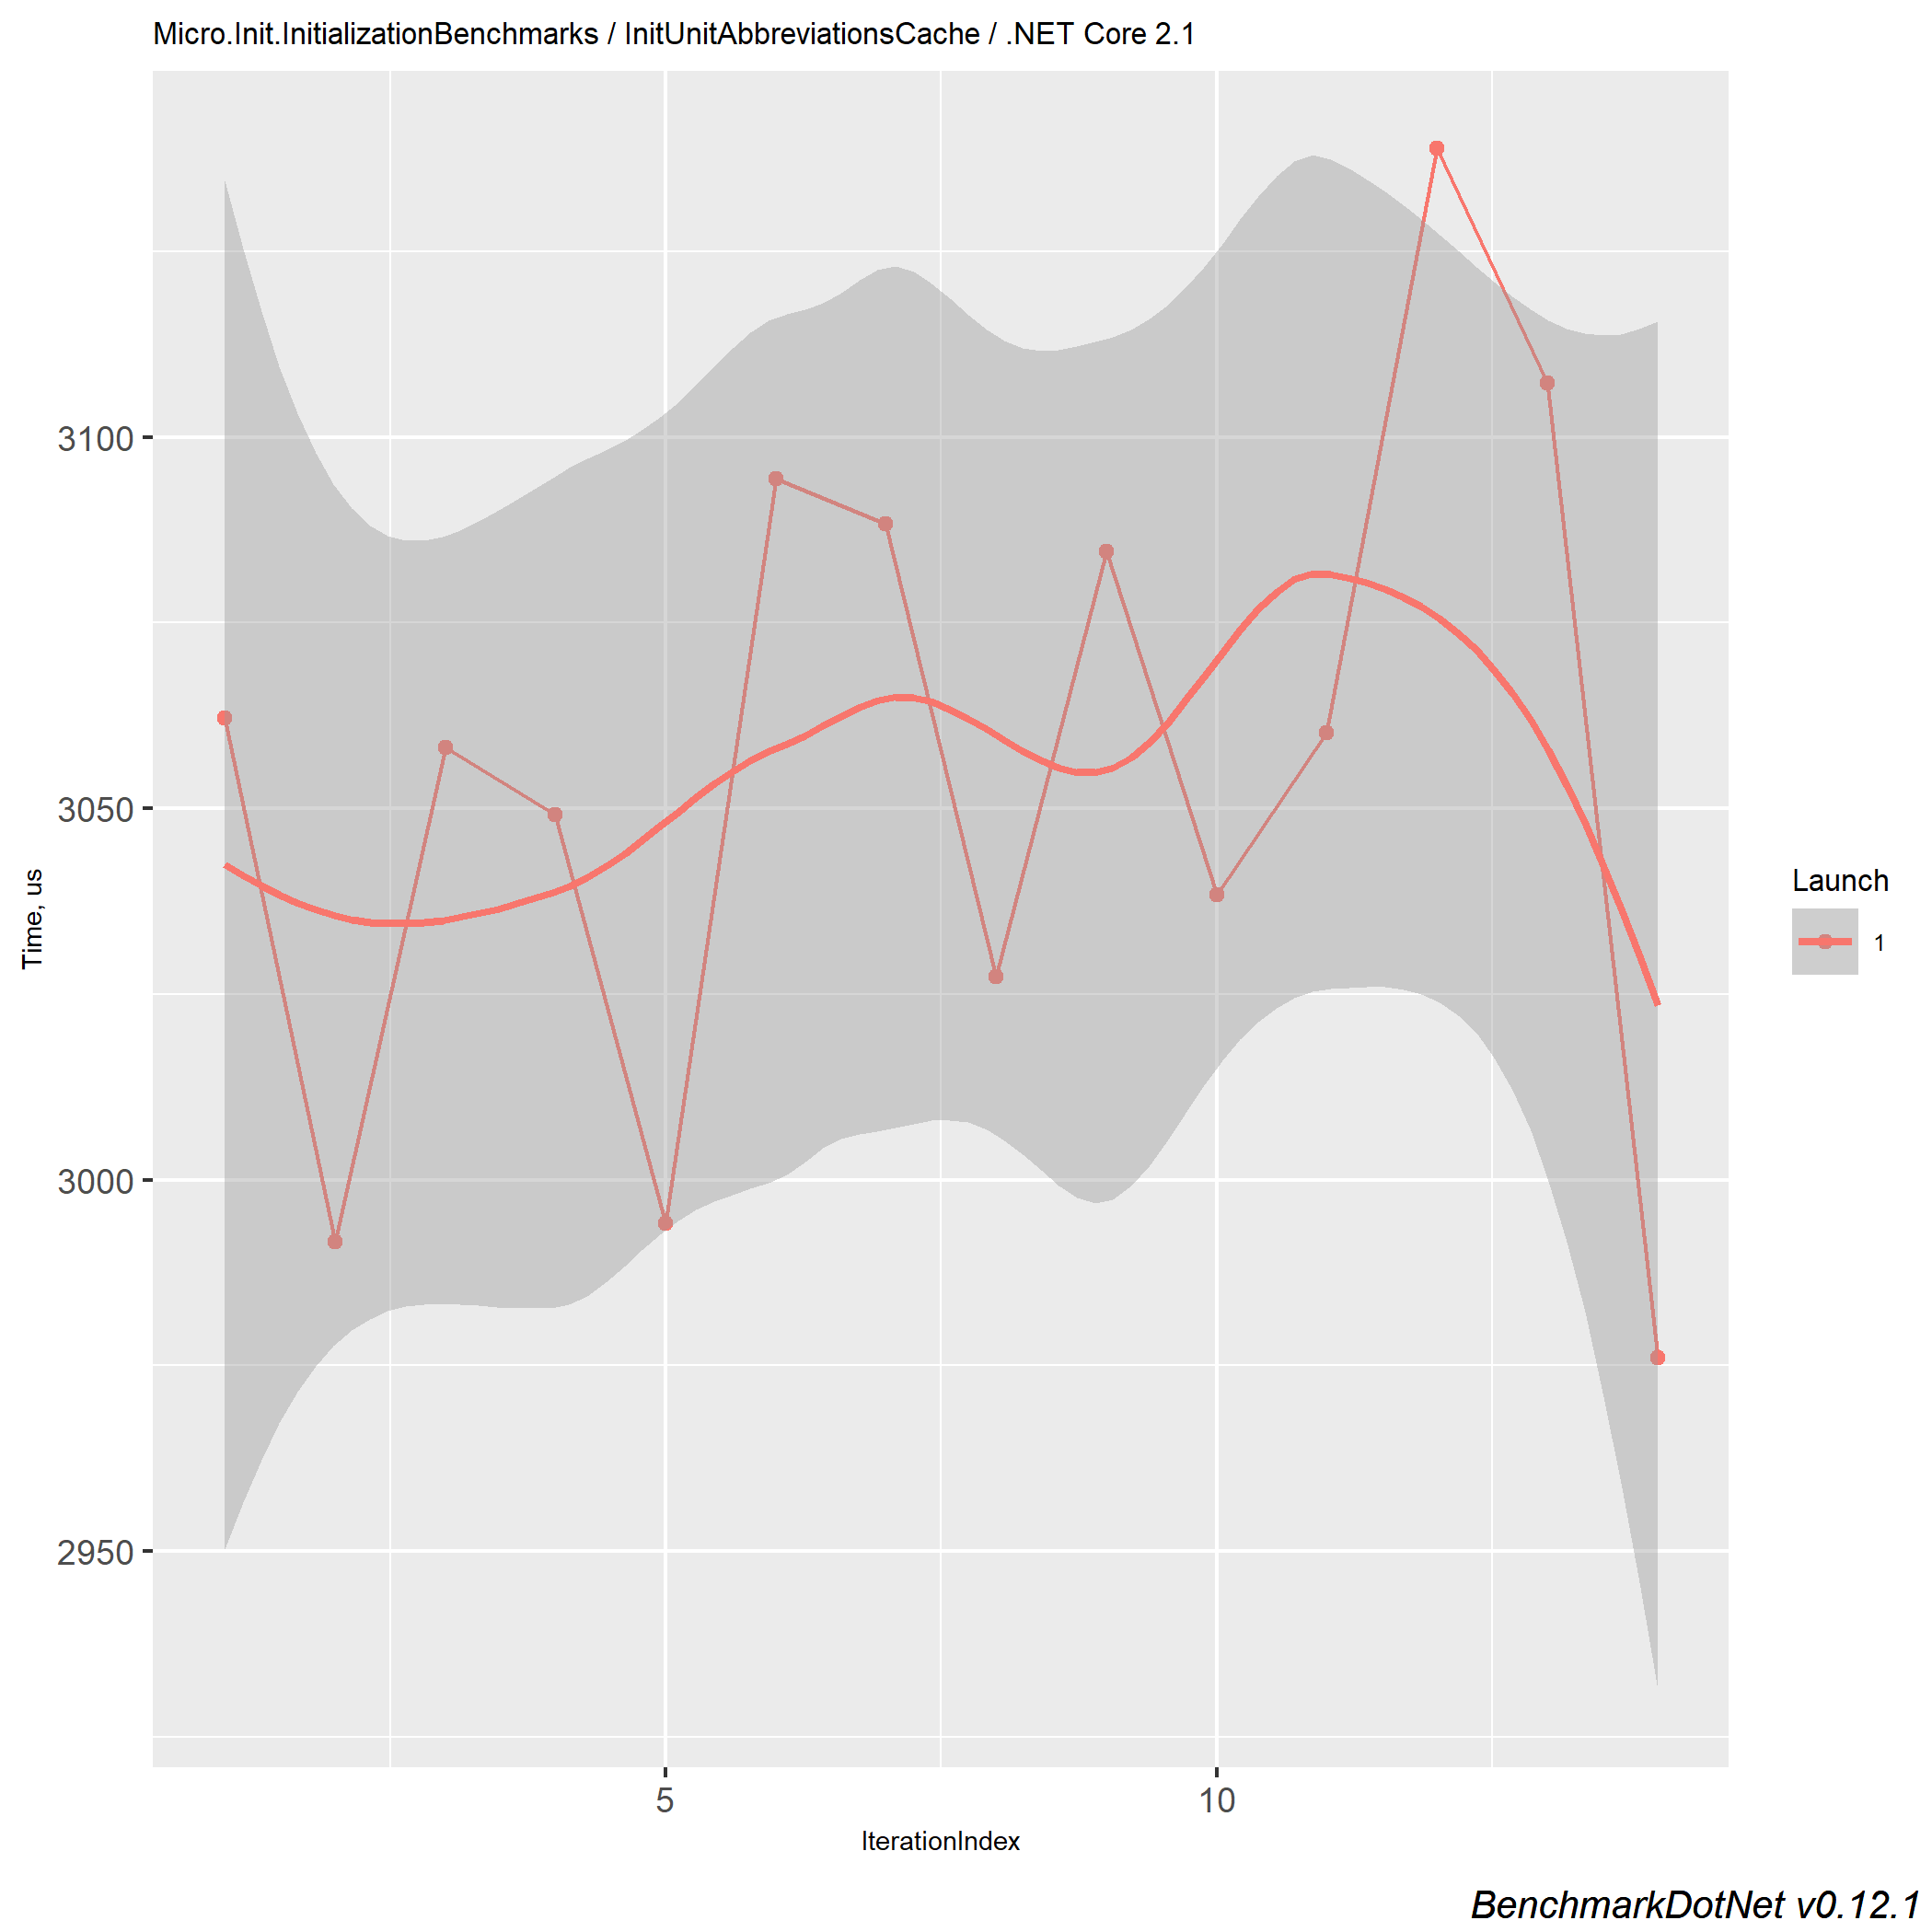 Micro.Init.InitializationBenchmarks / InitUnitAbbreviationsCache / .NET Core 2.1
3100
3050
3000
2950
Time, us
5
10
IterationIndex
Launch
1
BenchmarkDotNet v0.12.1